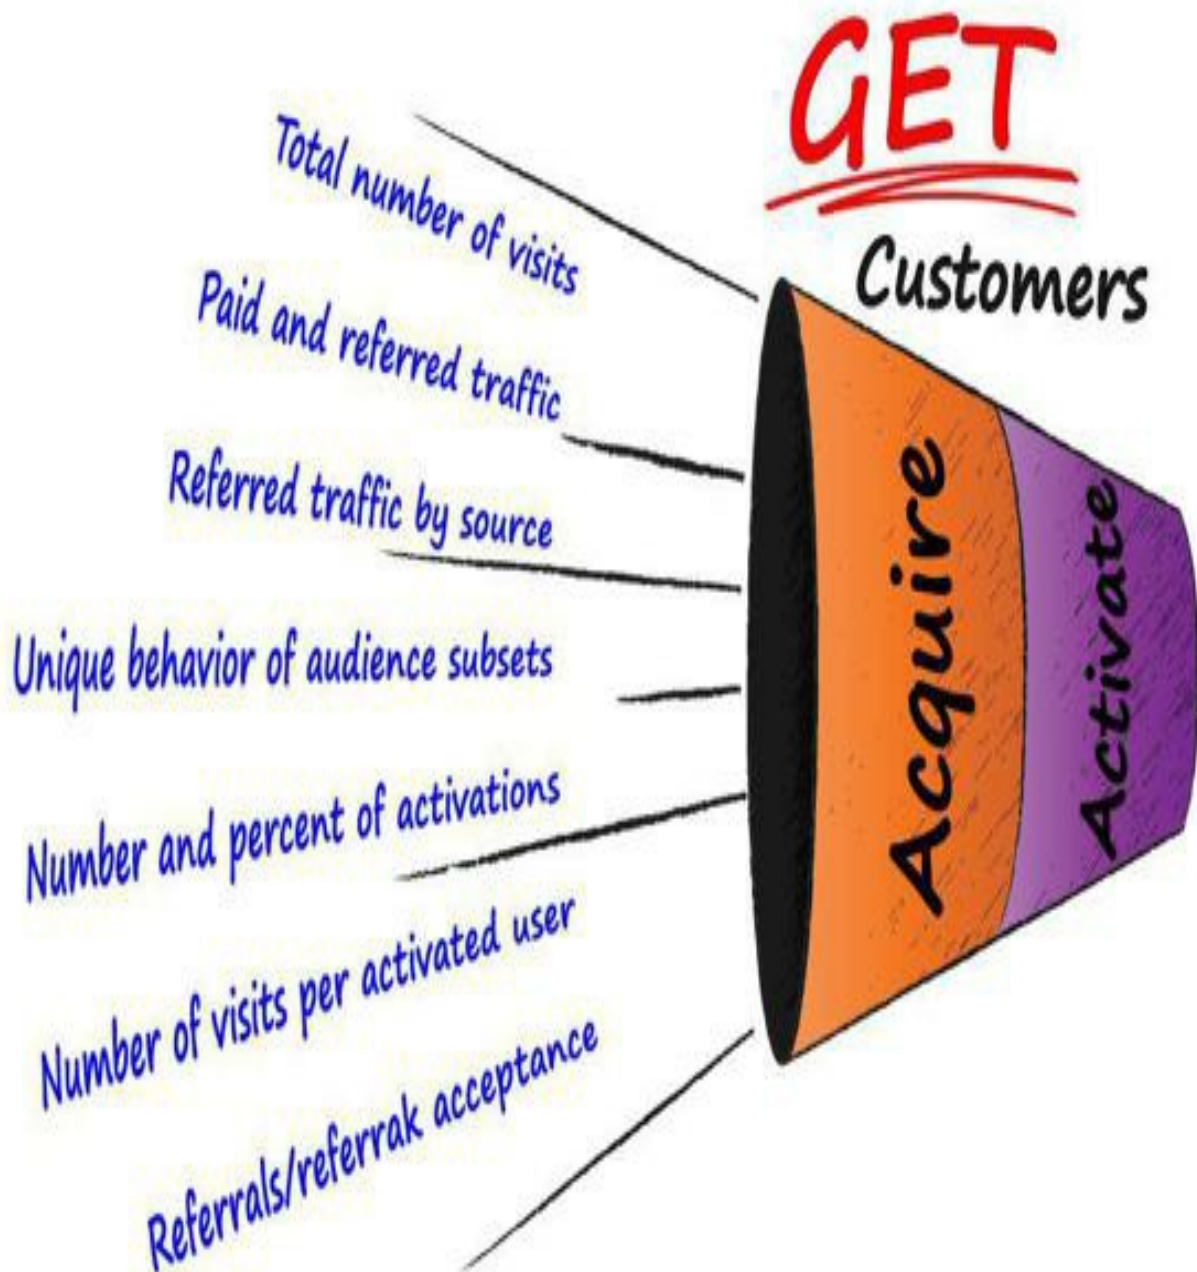 GET
Customers
Total number of visits
Paid and referred traffic
Referred traffic by source
Unique behavior of audience subsets
Number and percent of activations
Number of visits per activated user
Referrals/referrak acceptance
Acquire
Activate